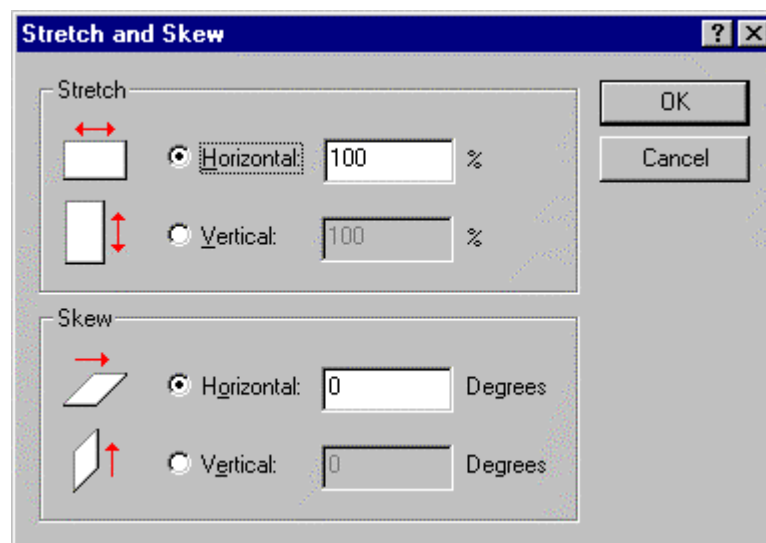 Stretch and Skew ? X
Stretch
Horizontal: 100 %
Vertical: 100 %
Skew
Horizontal: 0 Degrees
Vertical: 0 Degrees
OK
Cancel